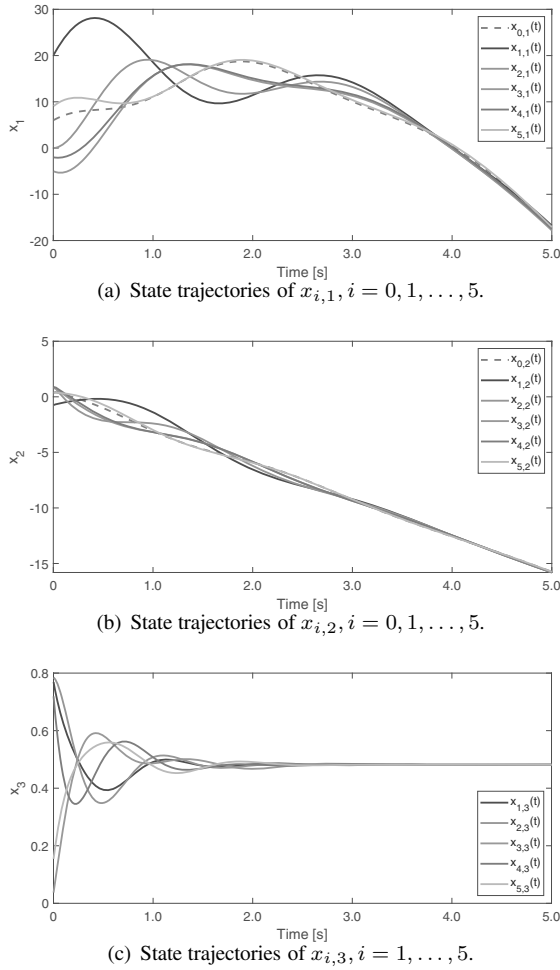 30
20
10
0
-10
-20
x1
0
1.0
2.0
3.0
4.0
5.0
Time [s]
x0,1(t)
x1,1(t)
x2,1(t)
x3,1(t)
x4,1(t)
x5,1(t)
(a) State trajectories of xi,1, i = 0, 1, . . . , 5.
5
0
-5
-10
-15
x2
0
1.0
2.0
3.0
4.0
5.0
Time [s]
x0,2(t)
x1,2(t)
x2,2(t)
x3,2(t)
x4,2(t)
x5,2(t)
(b) State trajectories of xi,2, i = 0, 1, . . . , 5.
0.8
0.6
0.4
0.2
0
x3
0
1.0
2.0
3.0
4.0
5.0
Time [s]
x1,3(t)
x2,3(t)
x3,3(t)
x4,3(t)
x5,3(t)
(c) State trajectories of xi,3, i = 1, . . . , 5.